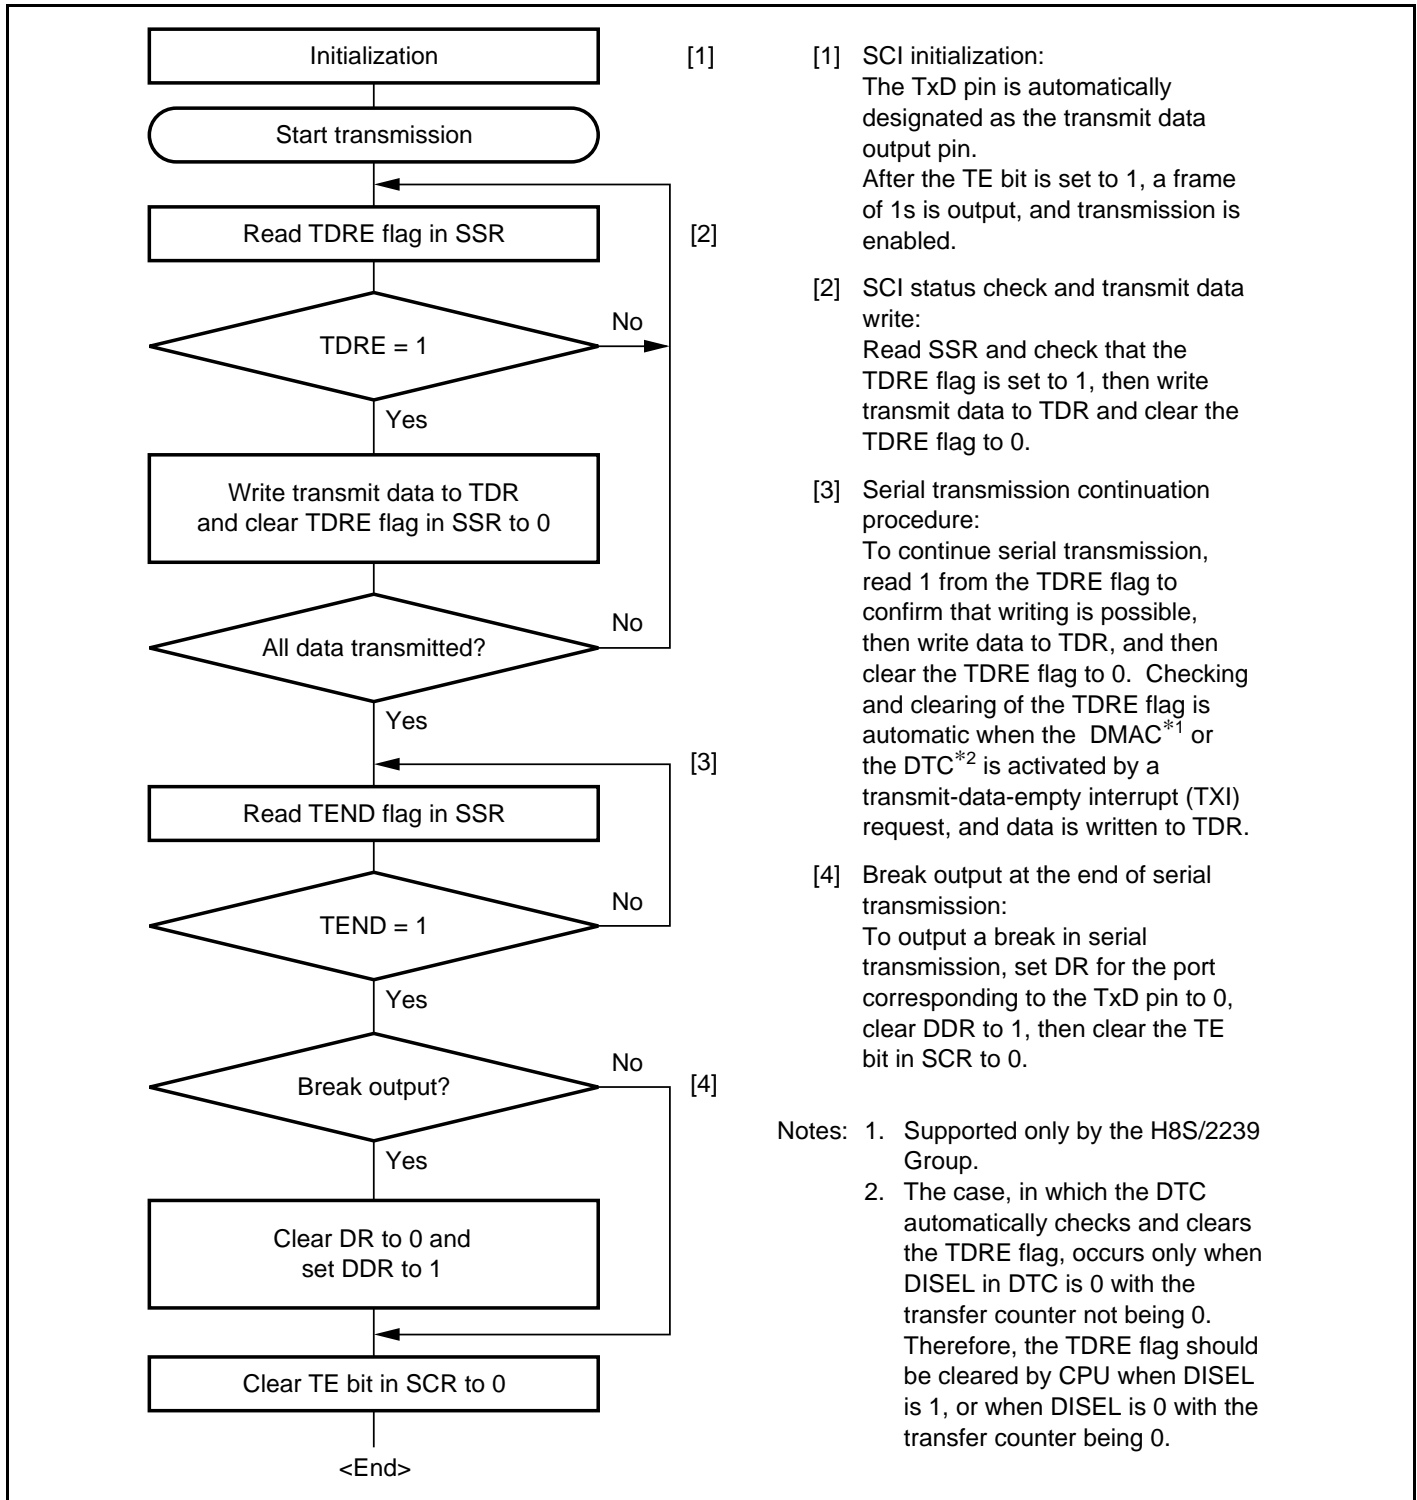 Initialization
[1]
Start transmission
Read TDRE flag in SSR
[2]
No
TDRE = 1
Yes
Write transmit data to TDR
and clear TDRE flag in SSR to 0
No
All data transmitted?
Yes
[3]
Read TEND flag in SSR
No
TEND = 1
Yes
No
Break output?
[4]
Yes
Clear DR to 0 and
set DDR to 1
Clear TE bit in SCR to 0
<End>
[1] SCI initialization:
The TxD pin is automatically
designated as the transmit data
output pin.
After the TE bit is set to 1, a frame
of 1s is output, and transmission is
enabled.
[2] SCI status check and transmit data
write:
Read SSR and check that the
TDRE flag is set to 1, then write
transmit data to TDR and clear the
TDRE flag to 0.
[3] Serial transmission continuation
procedure:
To continue serial transmission,
read 1 from the TDRE flag to
confirm that writing is possible,
then write data to TDR, and then
clear the TDRE flag to 0. Checking
and clearing of the TDRE flag is
automatic when the DMAC*1 or
the DTC*2 is activated by a
transmit-data-empty interrupt (TXI)
request, and data is written to TDR.
[4] Break output at the end of serial
transmission:
To output a break in serial
transmission, set DR for the port
corresponding to the TxD pin to 0,
clear DDR to 1, then clear the TE
bit in SCR to 0.
Notes: 1. Supported only by the H8S/2239
Group.
2. The case, in which the DTC
automatically checks and clears
the TDRE flag, occurs only when
DISEL in DTC is 0 with the
transfer counter not being 0.
Therefore, the TDRE flag should
be cleared by CPU when DISEL
is 1, or when DISEL is 0 with the
transfer counter being 0.